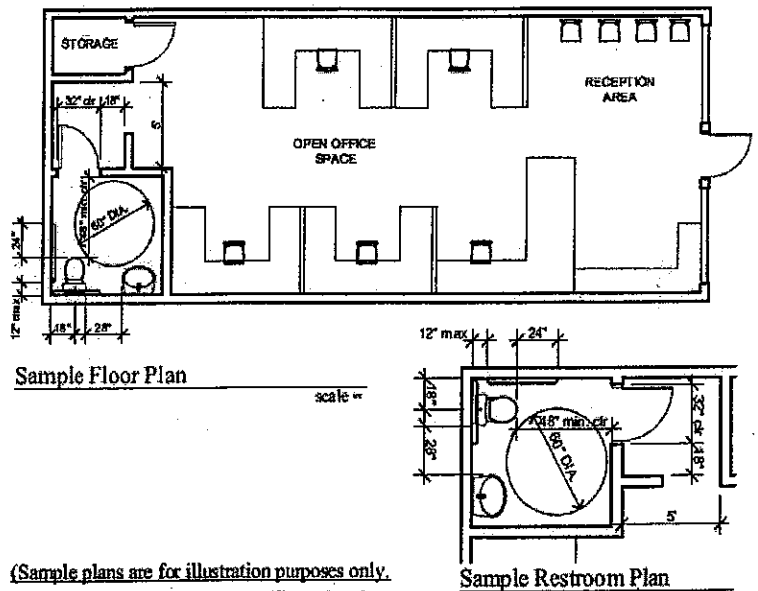 STORAGE
32" clr 18"
5'
OPEN OFFICE
SPACE
RECEPTION
AREA
48" min. clr
60" DIA.
24"
12" max
18" 28"
Sample Floor Plan
scale =
12" max 24"
18"
28"
48" min. clr
60" DIA.
32" clr
18"
5'
(Sample plans are for illustration purposes only.
Sample Restroom Plan